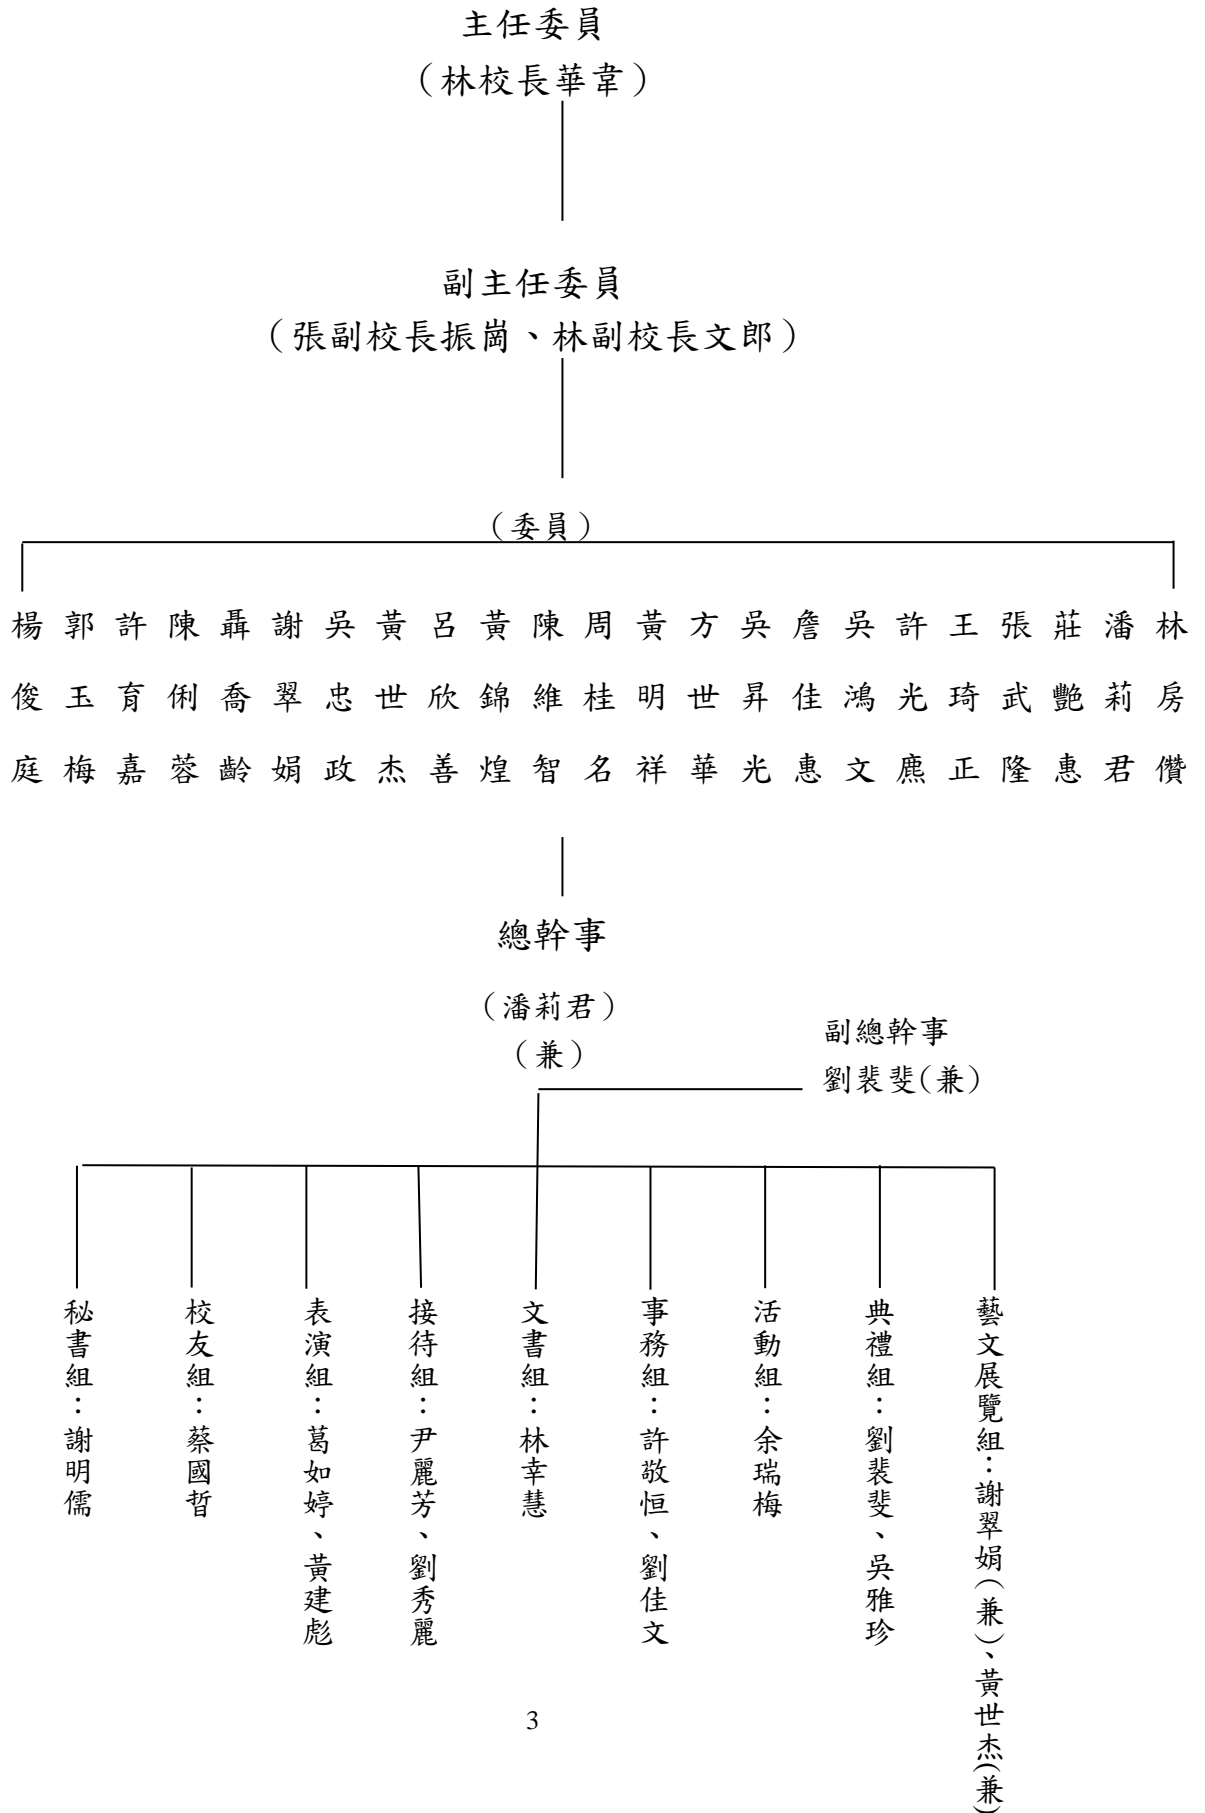 主任委員
（林校長華韋）
副主任委員
（張副校長振崗、林副校長文郎）
（委員）
楊俊庭
郭玉梅
許育嘉
陳俐蓉
聶喬齡
謝翠娟
吳忠政
黃世杰
呂欣善
黃錦煌
陳維智
周桂名
黃明祥
方世華
吳昇光
詹佳惠
吳鴻文
許光麃
王琦正
張武隆
莊艷惠
潘莉君
林房儹
總幹事
（潘莉君）
（兼）
副總幹事
劉裴斐(兼)
秘書組：謝明儒
校友組：蔡國晢
表演組：葛如婷、黃建彪
接待組：尹麗芳、劉秀麗
文書組：林幸慧
事務組：許敬恒、劉佳文
活動組：余瑞梅
典禮組：劉裴斐、吳雅珍
藝文展覽組：謝翠娟(兼)、黃世杰(兼)
3